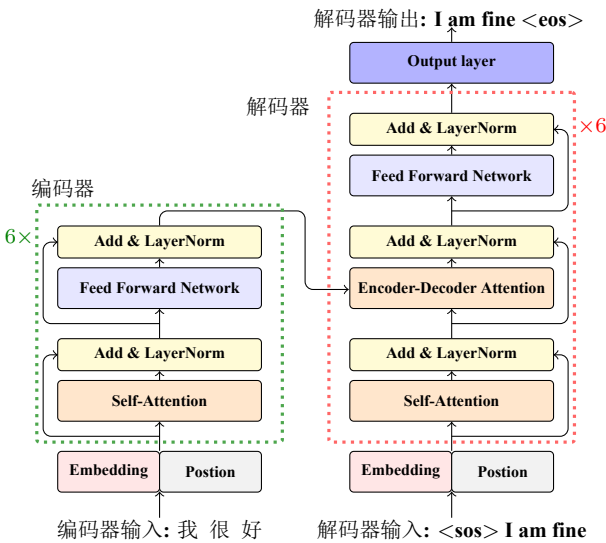 解码器输出: I am fine <eos>
Output layer
解码器
×6
Add & LayerNorm
Feed Forward Network
Add & LayerNorm
Encoder-Decoder Attention
Add & LayerNorm
Self-Attention
Embedding Postion
解码器输入: <sos> I am fine
编码器
6×
Add & LayerNorm
Feed Forward Network
Add & LayerNorm
Self-Attention
Embedding Postion
编码器输入: 我 很 好